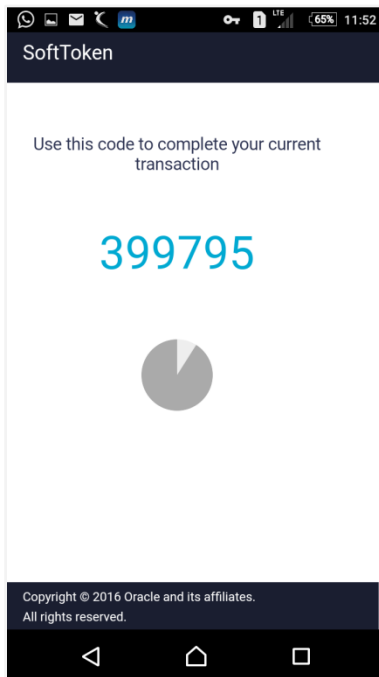 m 1 LTE 65% 11:52
SoftToken
Use this code to complete your current
transaction
399795
Copyright © 2016 Oracle and its affiliates.
All rights reserved.